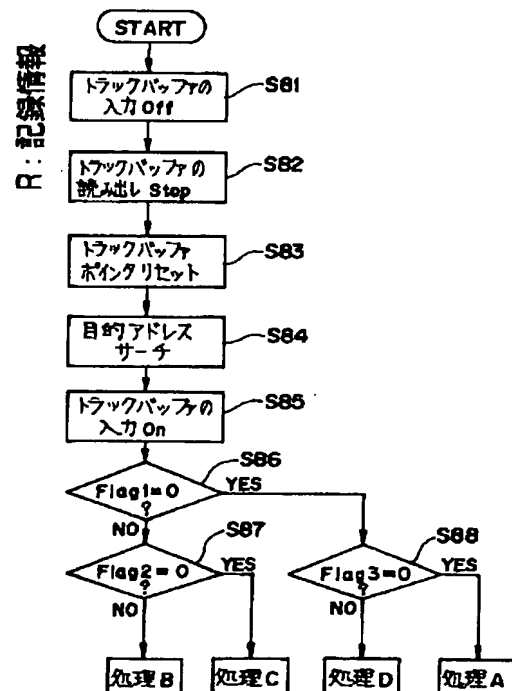 R：記録情報
START
トラックバッファの
入力 Off
S81
トラックバッファの
読み出し Stop
S82
トラックバッファ
ポインタリセット
S83
目的アドレス
サーチ
S84
トラックバッファの
入力 On
S85
Flag1=0
?
S86
YES
NO
Flag2=0
?
S87
YES
NO
Flag3=0
?
S88
YES
NO
処理B
処理C
処理D
処理A